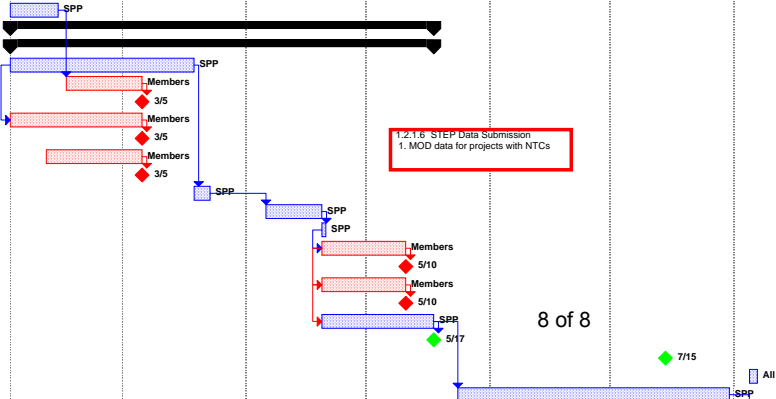 SPP
SPP
Members
3/5
Members
3/5
1.2.1.6 STEP Data Submission
1. MOD data for projects with NTCs
Members
3/5
SPP
SPP
SPP
Members
5/10
Members
5/10
SPP
8 of 8
5/17
7/15
All
SPP